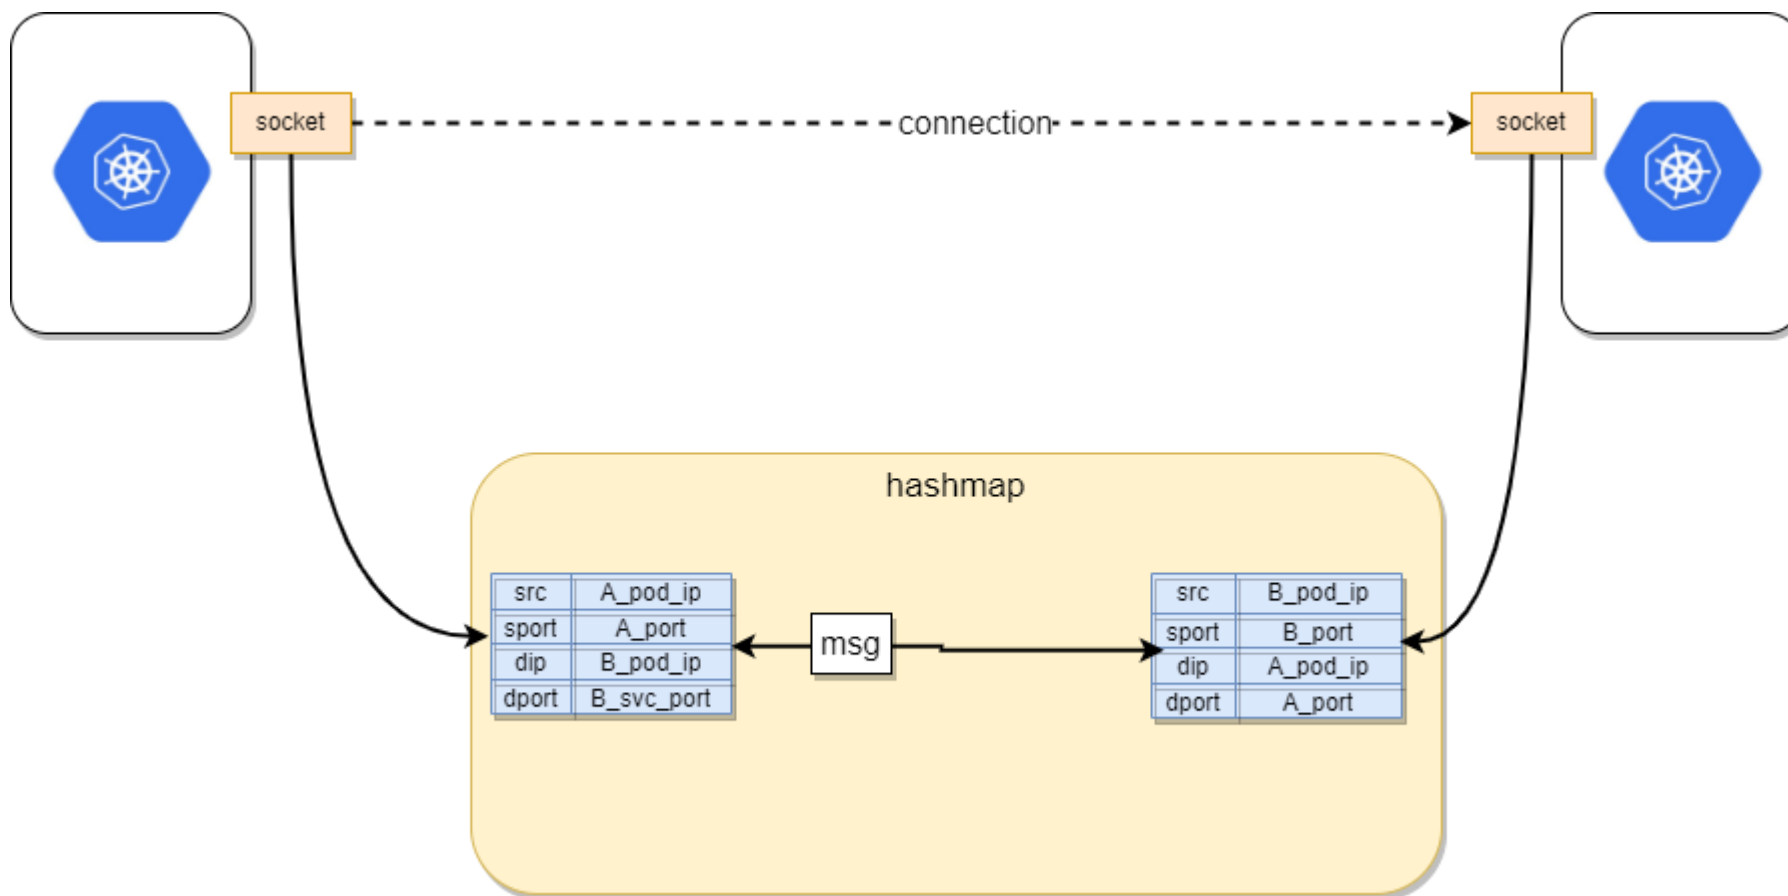 socket
connection
socket
hashmap
src A_pod_ip
sport A_port
dip B_pod_ip
dport B_svc_port
msg
src B_pod_ip
sport B_port
dip A_pod_ip
dport A_port